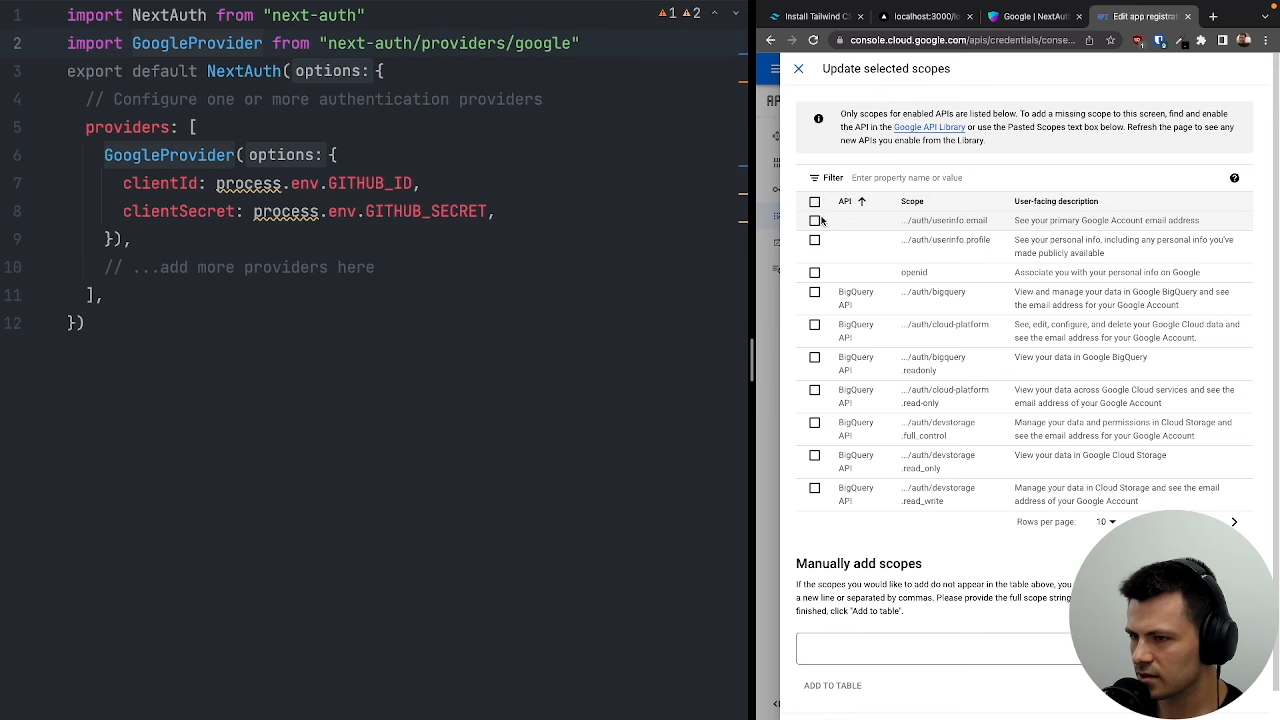 1 import NextAuth from "next-auth"
2 import GoogleProvider from "next-auth/providers/google"
3 export default NextAuth( options: {
4 // Configure one or more authentication providers
5 providers: [
6 GoogleProvider( options: {
7 clientId: process.env.GITHUB_ID,
8 clientSecret: process.env.GITHUB_SECRET,
9 }),
10 // ...add more providers here
11 ],
12 })
1 2
Install Tailwind CS
localhost:3000/lo
Google | NextAuth
API Edit app registrat
console.cloud.google.com/apis/credentials/conse...
Update selected scopes
Only scopes for enabled APIs are listed below. To add a missing scope to this screen, find and enable
the API in the Google API Library or use the Pasted Scopes text box below. Refresh the page to see any
new APIs you enable from the Library.
Filter Enter property name or value
API Scope User-facing description
.../auth/userinfo.email See your primary Google Account email address
.../auth/userinfo.profile See your personal info, including any personal info you've
made publicly available
openid Associate you with your personal info on Google
BigQuery .../auth/bigquery View and manage your data in Google BigQuery and see
API the email address for your Google Account
BigQuery .../auth/cloud-platform See, edit, configure, and delete your Google Cloud data and
API see the email address for your Google Account.
BigQuery .../auth/bigquery View your data in Google BigQuery
API .readonly
BigQuery .../auth/cloud-platform View your data across Google Cloud services and see the
API .read-only email address of your Google Account
BigQuery .../auth/devstorage Manage your data and permissions in Cloud Storage and
API .full_control see the email address for your Google Account
BigQuery .../auth/devstorage View your data in Google Cloud Storage
API .read_only
BigQuery .../auth/devstorage Manage your data in Cloud Storage and see the email
API .read_write address of your Google Account
Rows per page: 10
Manually add scopes
If the scopes you would like to add do not appear in the table above, you
a new line or separated by commas. Please provide the full scope string
finished, click "Add to table".
ADD TO TABLE